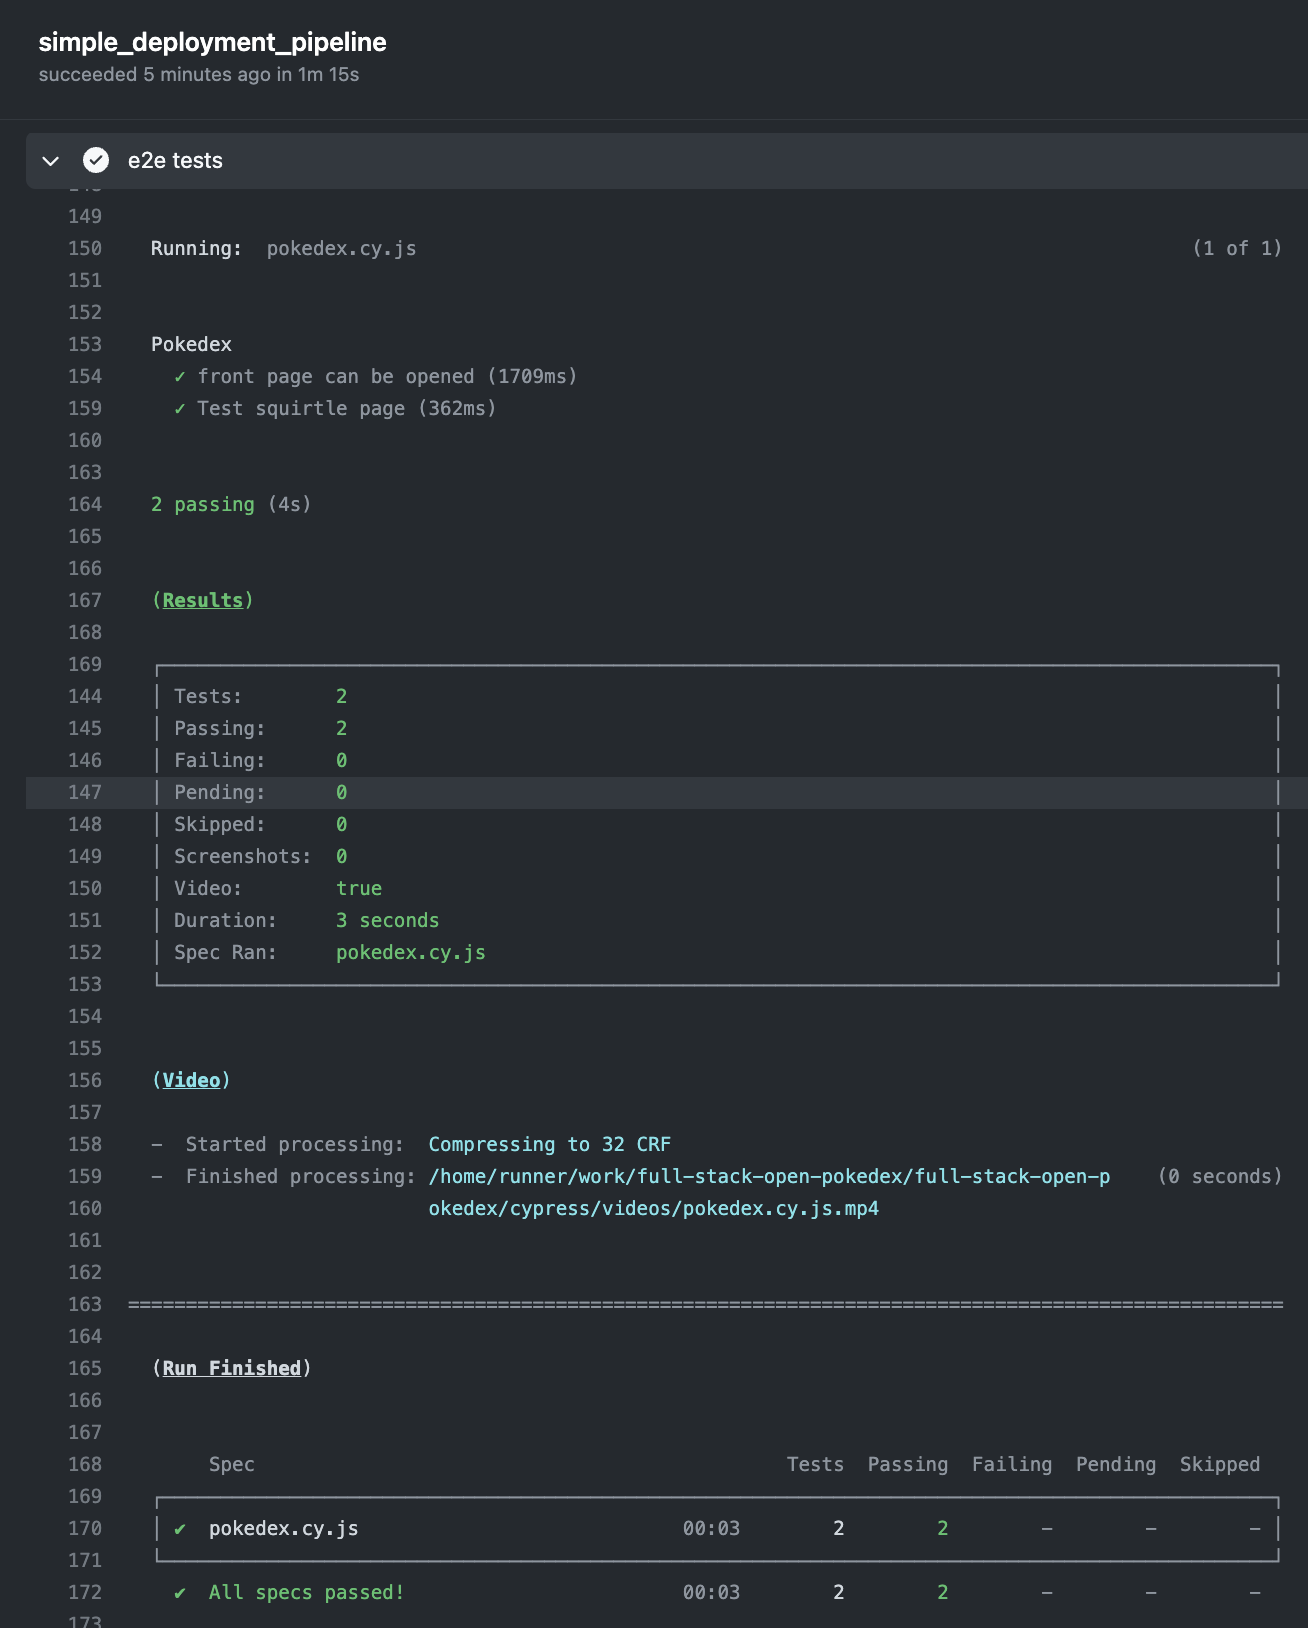 simple_deployment_pipeline
succeeded 5 minutes ago in 1m 15s
e2e tests
149
150 Running: pokedex.cy.js (1 of 1)
151
152
153 Pokedex
154 ✓ front page can be opened (1709ms)
159 ✓ Test squirtle page (362ms)
160
163
164 2 passing (4s)
165
166
167 (Results)
168
169
144 Tests: 2
145 Passing: 2
146 Failing: 0
147 Pending: 0
148 Skipped: 0
149 Screenshots: 0
150 Video: true
151 Duration: 3 seconds
152 Spec Ran: pokedex.cy.js
153
154
155
156 (Video)
157
158 – Started processing: Compressing to 32 CRF
159 – Finished processing: /home/runner/work/full-stack-open-pokedex/full-stack-open-p (0 seconds)
160 okedex/cypress/videos/pokedex.cy.js.mp4
161
162
163 ====================================================================================================
164
165 (Run Finished)
166
167
168 Spec Tests Passing Failing Pending Skipped
169
170 ✔ pokedex.cy.js 00:03 2 2 – – –
171
172 ✔ All specs passed! 00:03 2 2 – – –
173